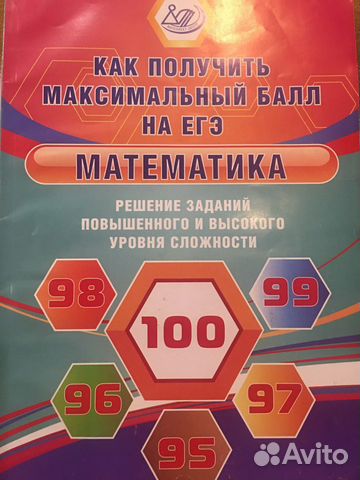 КАК ПОЛУЧИТЬ
МАКСИМАЛЬНЫЙ БАЛЛ
НА ЕГЭ
МАТЕМАТИКА
РЕШЕНИЕ ЗАДАНИЙ
ПОВЫШЕННОГО И ВЫСОКОГО
УРОВНЯ СЛОЖНОСТИ
98
99
100
96
97
95
Avito